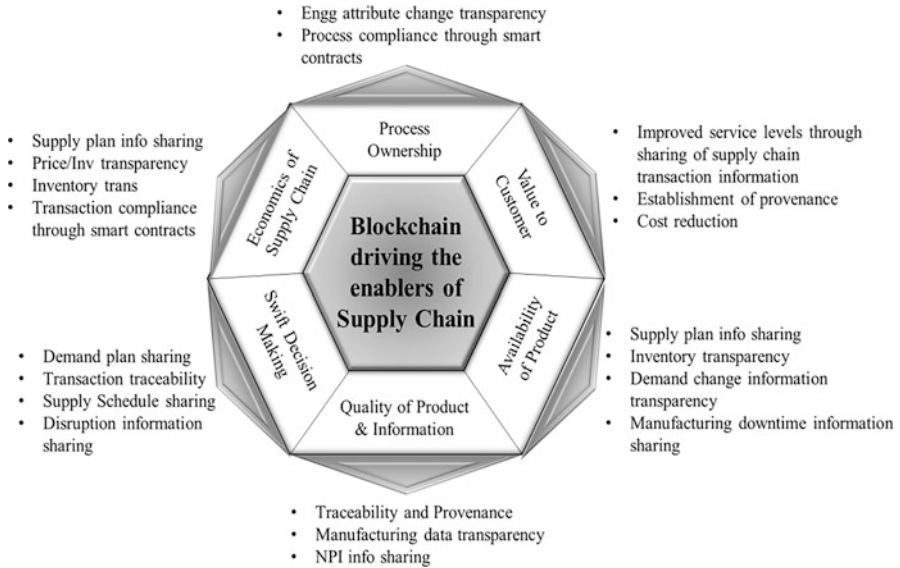 • Engg attribute change transparency
• Process compliance through smart
contracts
Process
Ownership
• Supply plan info sharing
• Price/Inv transparency
• Inventory trans
• Transaction compliance
through smart contracts
Economics of
Supply Chain
Value to
Customer
• Improved service levels through
sharing of supply chain
transaction information
• Establishment of provenance
• Cost reduction
Blockchain
driving the
enablers of
Supply Chain
• Demand plan sharing
• Transaction traceability
• Supply Schedule sharing
• Disruption information
sharing
Swift Decision
Making
Availability
of Product
• Supply plan info sharing
• Inventory transparency
• Demand change information
transparency
• Manufacturing downtime information
sharing
Quality of Product
& Information
• Traceability and Provenance
• Manufacturing data transparency
• NPI info sharing